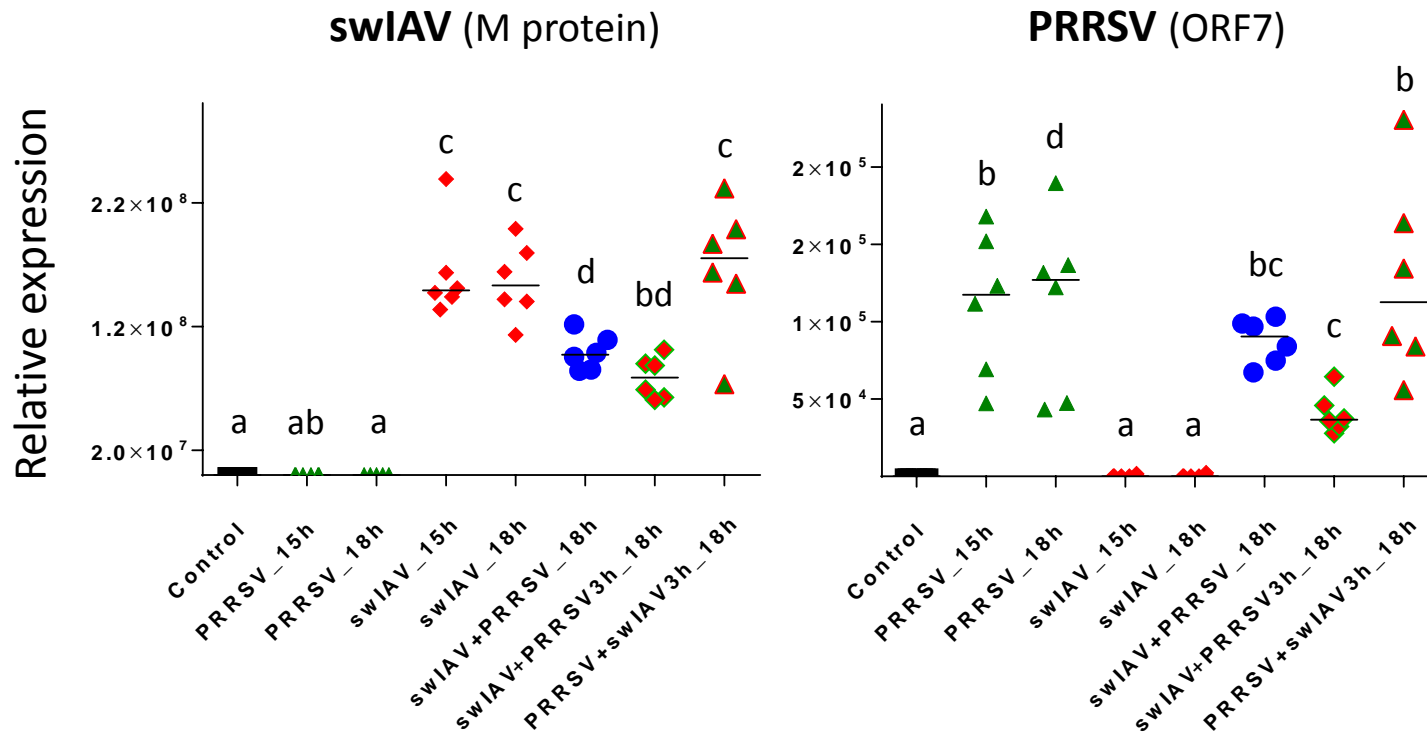 swIAV (M protein)
PRRSV (ORF7)
Relative expression
2.2×10⁸
1.2×10⁸
2.0×10⁷
a
ab
a
c
c
d
bd
c
Control
PRRSV_15h
PRRSV_18h
swIAV_15h
swIAV_18h
swIAV+PRRSV_18h
swIAV+PRRSV3h_18h
PRRSV+swIAV3h_18h
2×10⁵
2×10⁵
1×10⁵
5×10⁴
a
b
d
a
a
bc
c
b
Control
PRRSV_15h
PRRSV_18h
swIAV_15h
swIAV_18h
swIAV+PRRSV_18h
swIAV+PRRSV3h_18h
PRRSV+swIAV3h_18h